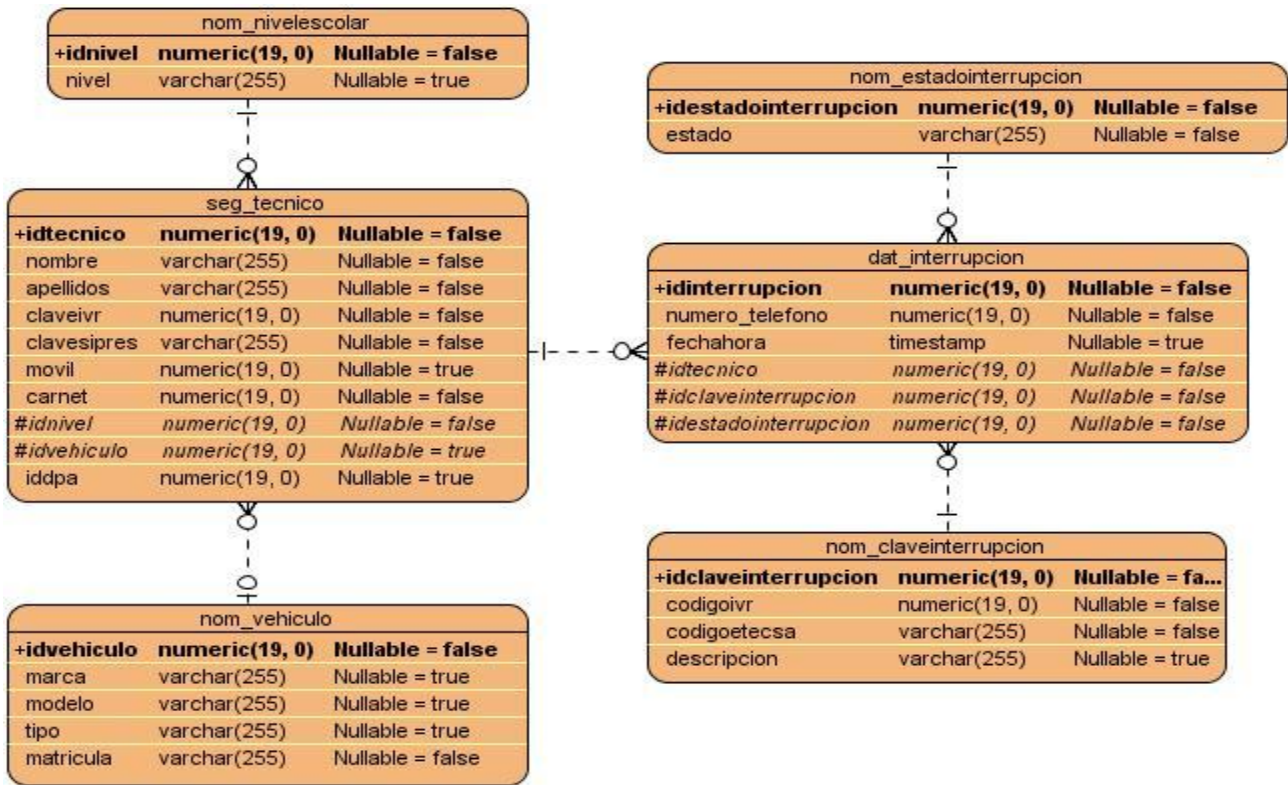 nom_nivelescolar
+idnivel numeric(19, 0) Nullable = false
nivel varchar(255) Nullable = true
seg_tecnico
+idtecnico numeric(19, 0) Nullable = false
nombre varchar(255) Nullable = false
apellidos varchar(255) Nullable = false
claveivr numeric(19, 0) Nullable = false
clavesipres varchar(255) Nullable = false
movil numeric(19, 0) Nullable = true
carnet numeric(19, 0) Nullable = false
#idnivel numeric(19, 0) Nullable = false
#idvehiculo numeric(19, 0) Nullable = true
iddpa numeric(19, 0) Nullable = true
nom_vehiculo
+idvehiculo numeric(19, 0) Nullable = false
marca varchar(255) Nullable = true
modelo varchar(255) Nullable = true
tipo varchar(255) Nullable = true
matricula varchar(255) Nullable = false
nom_estadointerrupcion
+idestadointerrupcion numeric(19, 0) Nullable = false
estado varchar(255) Nullable = false
dat_interrupcion
+idinterrupcion numeric(19, 0) Nullable = false
numero_telefono numeric(19, 0) Nullable = false
fechahora timestamp Nullable = true
#idtecnico numeric(19, 0) Nullable = false
#idclaveinterrupcion numeric(19, 0) Nullable = false
#idestadointerrupcion numeric(19, 0) Nullable = false
nom_claveinterrupcion
+idclaveinterrupcion numeric(19, 0) Nullable = fa...
codigoivr numeric(19, 0) Nullable = false
codigoetecsa varchar(255) Nullable = false
descripcion varchar(255) Nullable = true